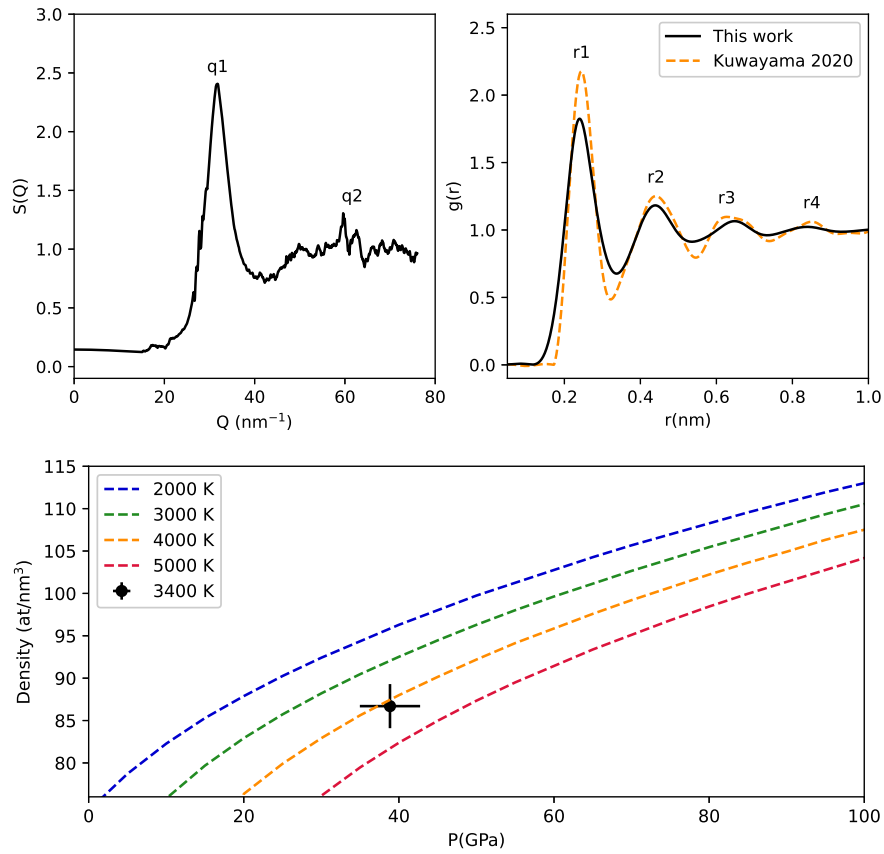 3.0
2.5
2.0
1.5
1.0
0.5
0.0
S(Q)
q1
q2
0
20
40
60
80
Q (nm⁻¹)
2.5
2.0
1.5
1.0
0.5
0.0
g(r)
This work
Kuwayama 2020
r1
r2
r3
r4
0.2
0.4
0.6
0.8
1.0
r(nm)
115
110
105
100
95
90
85
80
Density (at/nm³)
2000 K
3000 K
4000 K
5000 K
3400 K
0
20
40
60
80
100
P(GPa)